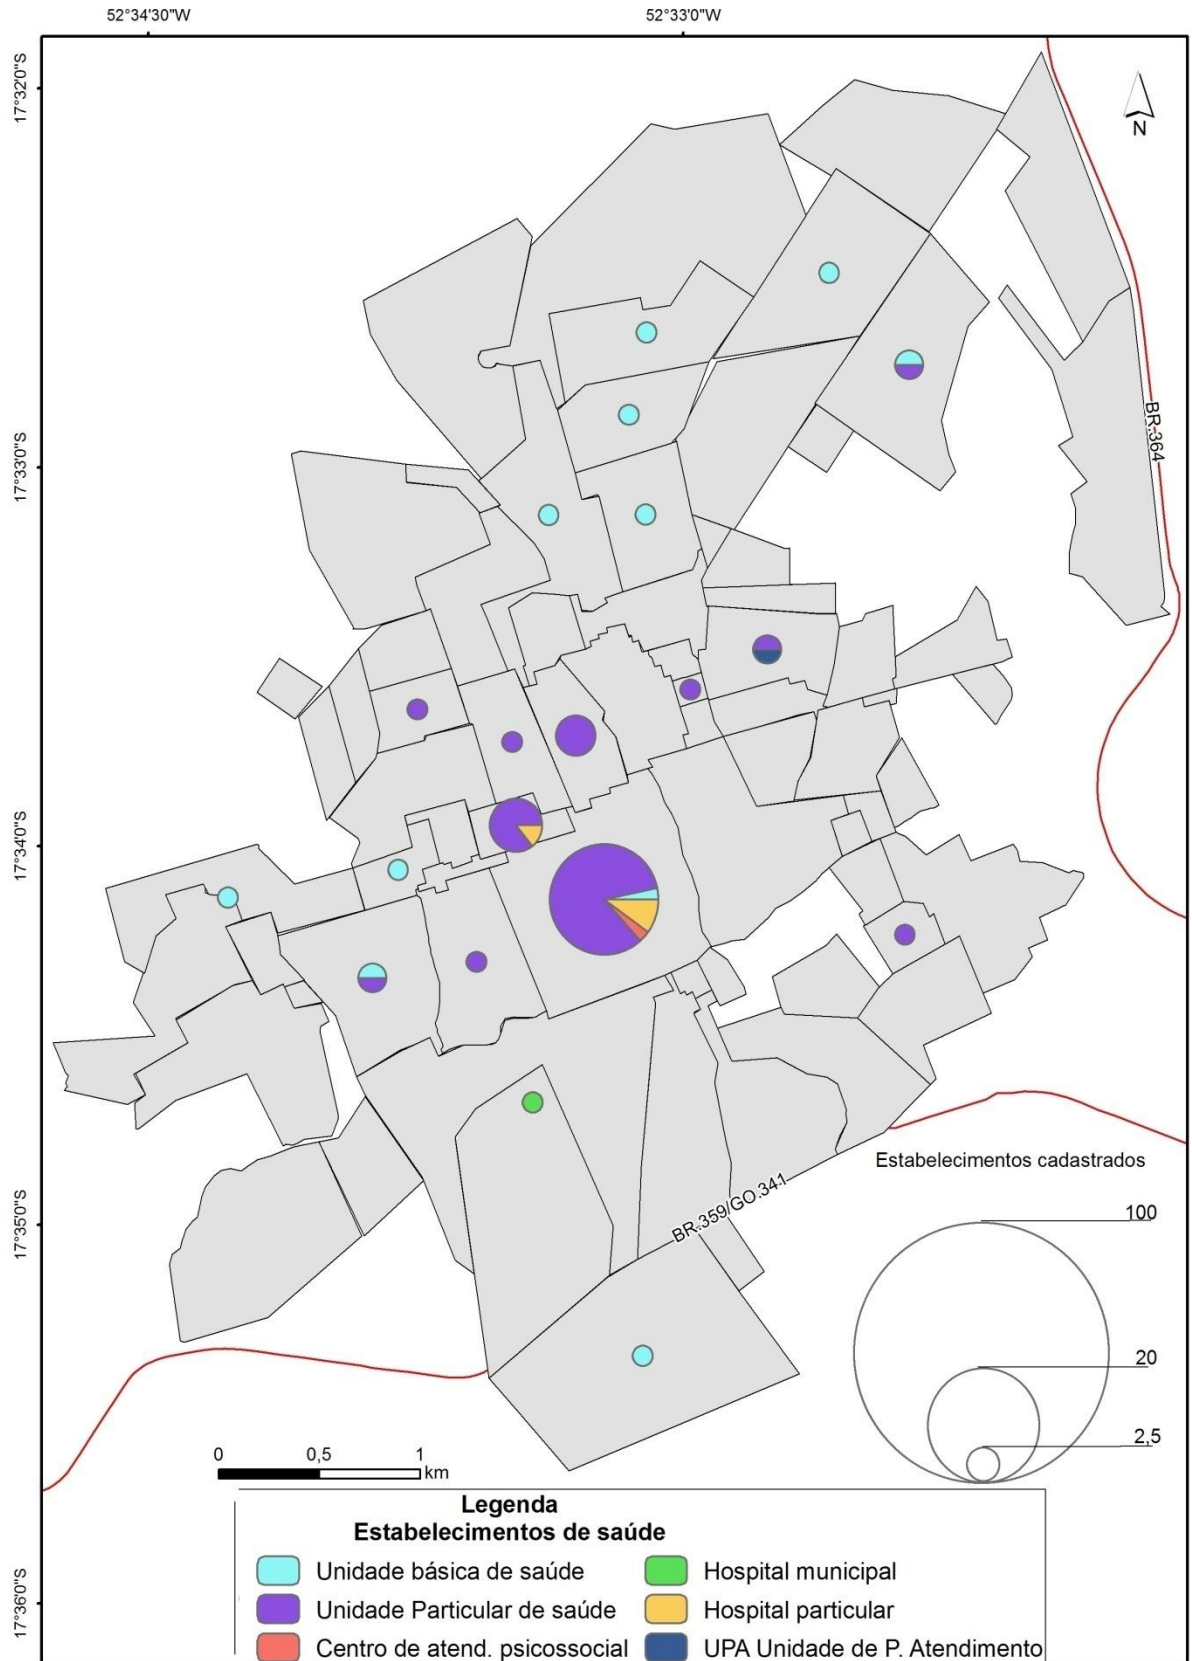 52°34'30"W
52°33'0"W
17°32'0"S
N
BR.364
17°33'0"S
17°34'0"S
Estabelecimentos cadastrados
BR.359/GO.341
17°35'0"S
100
20
2,5
0 0,5 1
km
Legenda
Estabelecimentos de saúde
Unidade básica de saúde
Hospital municipal
Unidade Particular de saúde
Hospital particular
Centro de atend. psicossocial
UPA Unidade de P. Atendimento
17°36'0"S